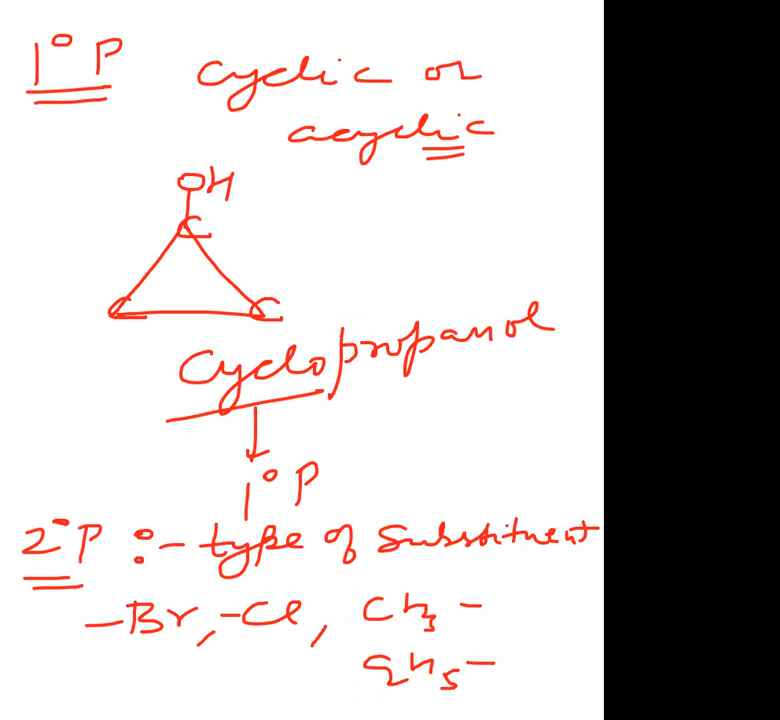 1° P cyclic or
acyclic
OH
C
C C
Cyclopropanol
1° P
2° P :- type of Substituent
-Br, -Cl, CH₃ -
C₂H₅ -